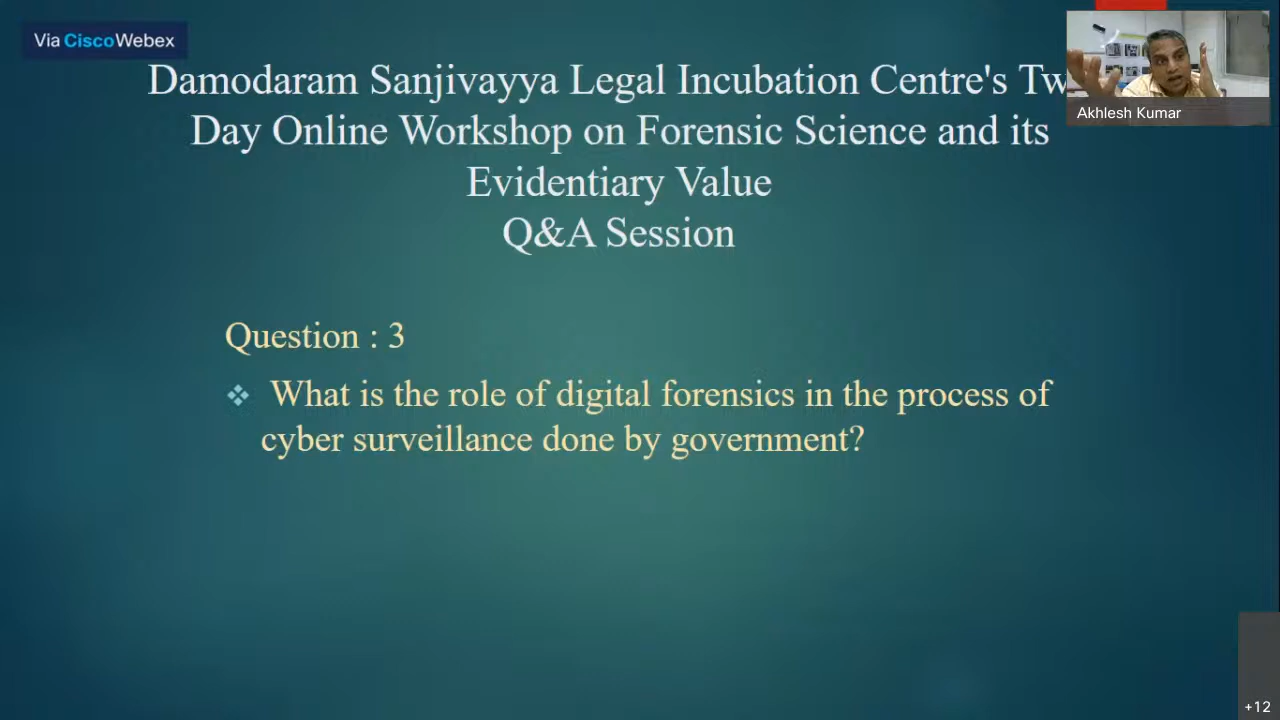 Via CiscoWebex
Akhlesh Kumar
Damodaram Sanjivayya Legal Incubation Centre's Tw
Day Online Workshop on Forensic Science and its
Evidentiary Value
Q&A Session
Question : 3
What is the role of digital forensics in the process of
cyber surveillance done by government?
+12